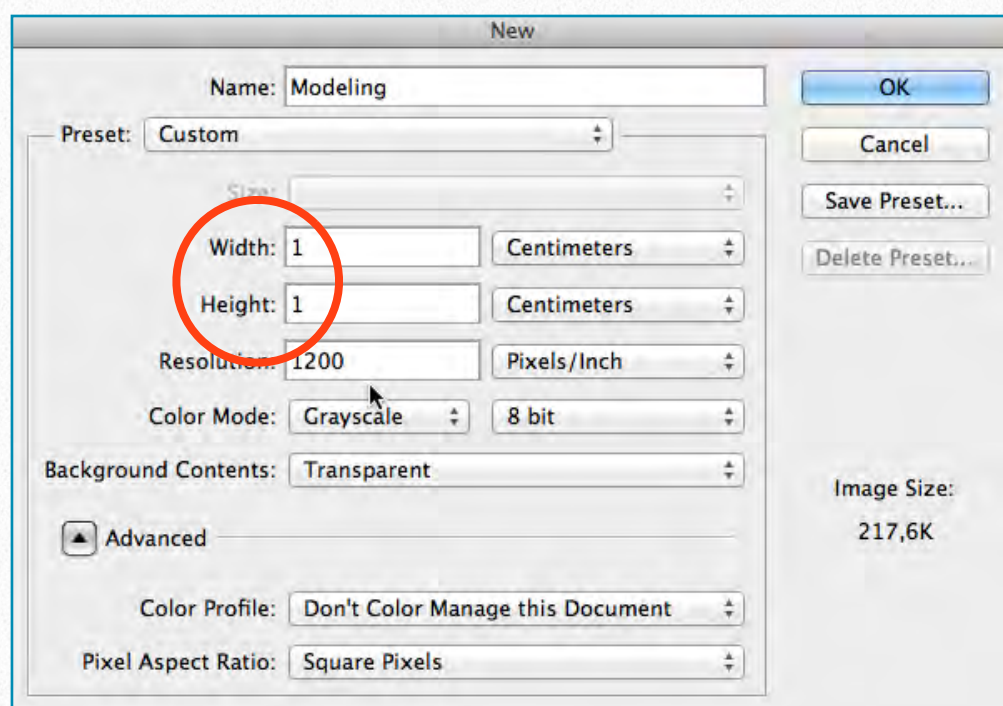 New
Name: Modeling
OK
Preset: Custom
Cancel
Size:
Save Preset...
Width: 1 Centimeters
Delete Preset...
Height: 1 Centimeters
Resolution: 1200 Pixels/Inch
Color Mode: Grayscale 8 bit
Background Contents: Transparent
Image Size:
217,6K
Advanced
Color Profile: Don't Color Manage this Document
Pixel Aspect Ratio: Square Pixels